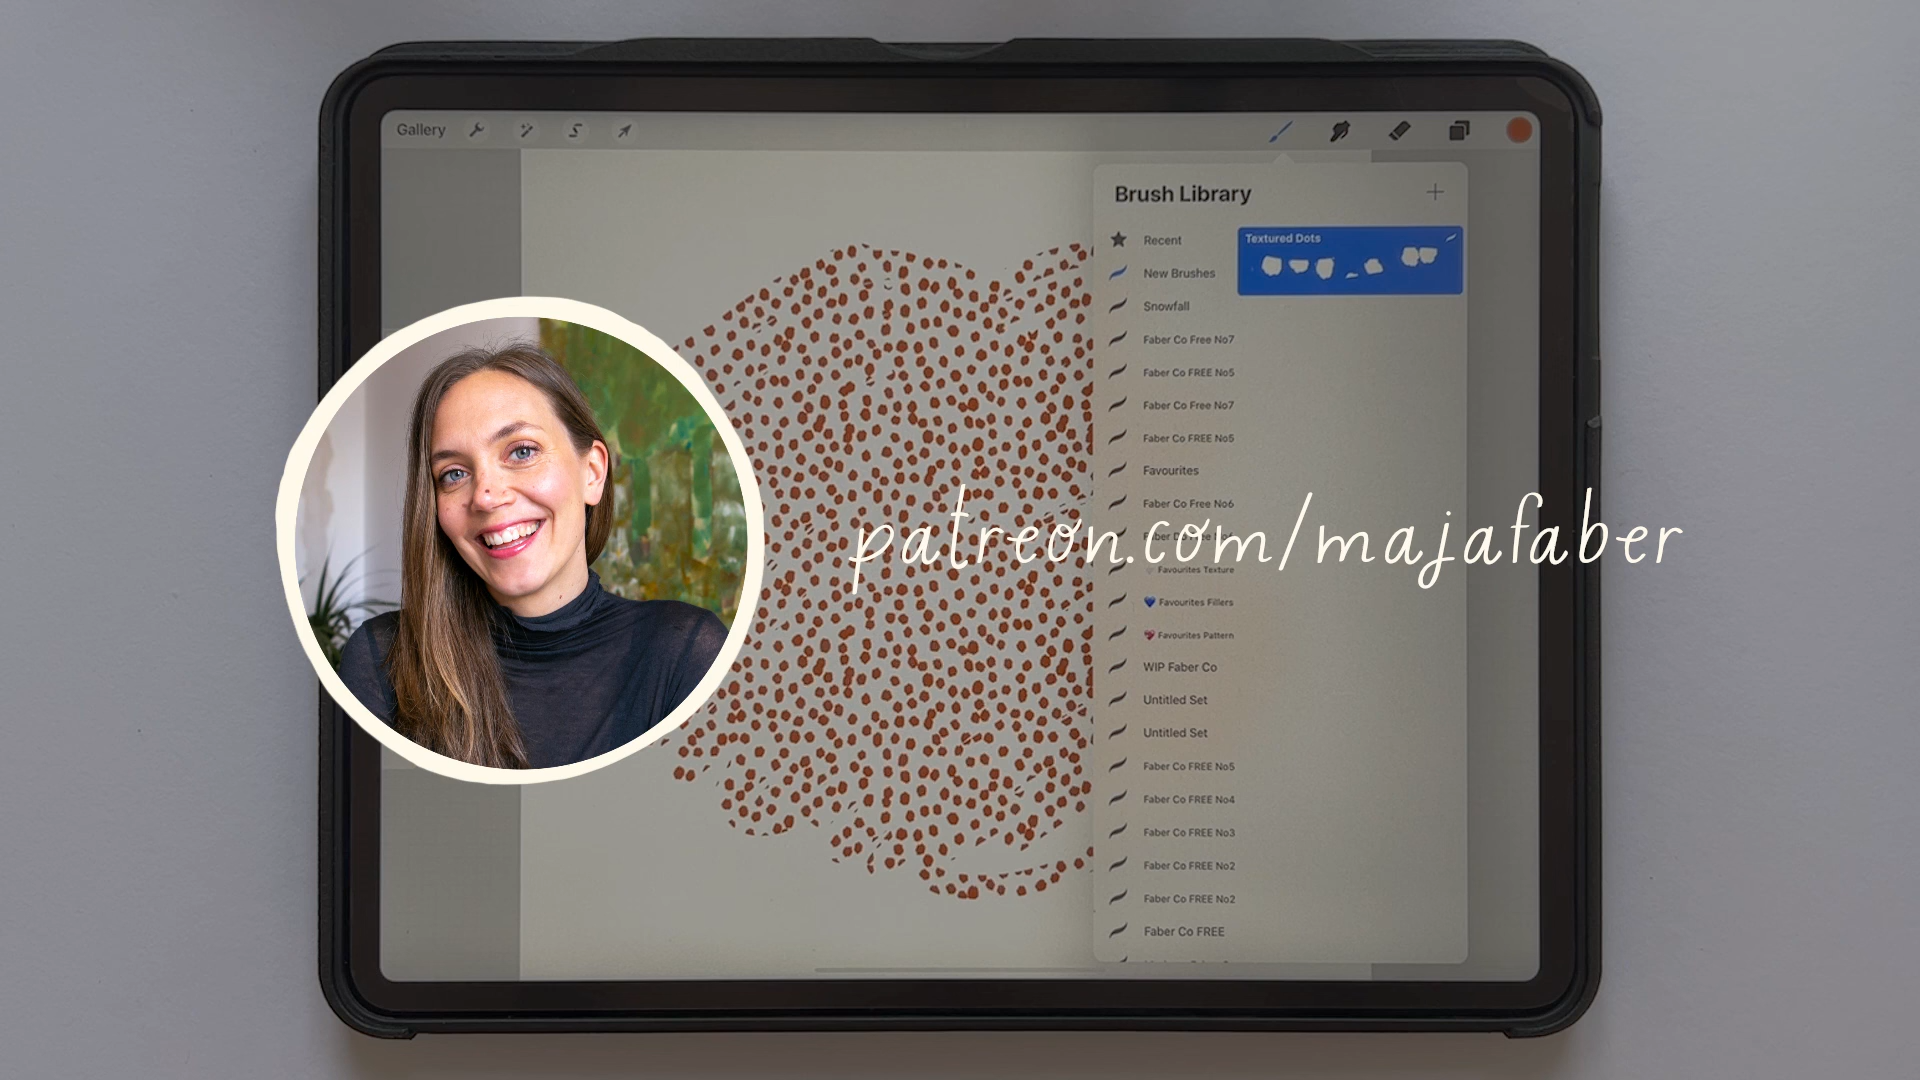 Gallery
Brush Library
Recent
Textured Dots
New Brushes
Snowfall
Faber Co Free No7
Faber Co FREE No5
Faber Co Free No7
Faber Co FREE No5
Favourites
Faber Co Free No6
patreon.com/majafaber
Favourites Texture
Favourites Fillers
Favourites Pattern
WIP Faber Co
Untitled Set
Untitled Set
Faber Co FREE No5
Faber Co FREE No4
Faber Co FREE No3
Faber Co FREE No2
Faber Co FREE No2
Faber Co FREE